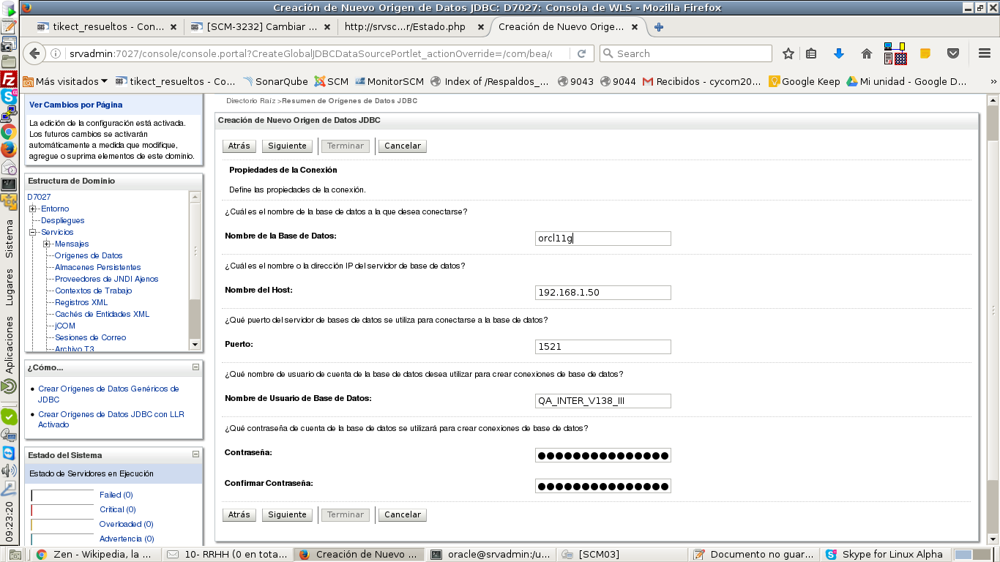 Creación de Nuevo Origen de Datos JDBC: D7027: Consola de WLS - Mozilla Firefox
tikect_resueltos - Con...
[SCM-3232] Cambiar ...
http://srvsc...r/Estado.php
Creación de Nuevo Orige...
srvadmin:7027/console/console.portal?CreateGlobalJDBCDataSourcePortlet_actionOverride=/com/bea/c
Search
Más visitados
tikect_resueltos - Co...
SonarQube
SCM
MonitorSCM
Index of /Respaldos_...
9043
9044
Recibidos - cycom20...
Google Keep
Mi unidad - Google D...
Sistema
Lugares
Aplicaciones
09:23:20
Ver Cambios por Página
La edición de la configuración está activada.
Los futuros cambios se activarán
automáticamente a medida que modifique,
agregue o suprima elementos de este dominio.
Estructura de Dominio
D7027
Entorno
Despliegues
Servicios
Mensajes
Orígenes de Datos
Almacenes Persistentes
Proveedores de JNDI Ajenos
Contextos de Trabajo
Registros XML
Cachés de Entidades XML
jCOM
Sesiones de Correo
Archivo T3
¿Cómo...
Crear Orígenes de Datos Genéricos de
JDBC
Crear Orígenes de Datos JDBC con LLR
Activado
Estado del Sistema
Estado de Servidores en Ejecución
Failed (0)
Critical (0)
Overloaded (0)
Advertencia (0)
Directorio Raíz >Resumen de Orígenes de Datos JDBC
Creación de Nuevo Origen de Datos JDBC
Atrás Siguiente Terminar Cancelar
Propiedades de la Conexión
Define las propiedades de la conexión.
¿Cuál es el nombre de la base de datos a la que desea conectarse?
Nombre de la Base de Datos: orcl11g
¿Cuál es el nombre o la dirección IP del servidor de base de datos?
Nombre del Host: 192.168.1.50
¿Qué puerto del servidor de bases de datos se utiliza para conectarse a la base de datos?
Puerto: 1521
¿Qué nombre de usuario de cuenta de la base de datos desea utilizar para crear conexiones de base de datos?
Nombre de Usuario de Base de Datos: QA_INTER_V138_III
¿Qué contraseña de cuenta de la base de datos se utilizará para crear conexiones de base de datos?
Contraseña: ●●●●●●●●●●●●●●●
Confirmar Contraseña: ●●●●●●●●●●●●●●●
Atrás Siguiente Terminar Cancelar
Zen - Wikipedia, la ...
10- RRHH (0 en tota...
Creación de Nuevo ...
oracle@srvadmin:/u...
[SCM03]
Documento no guar...
Skype for Linux Alpha